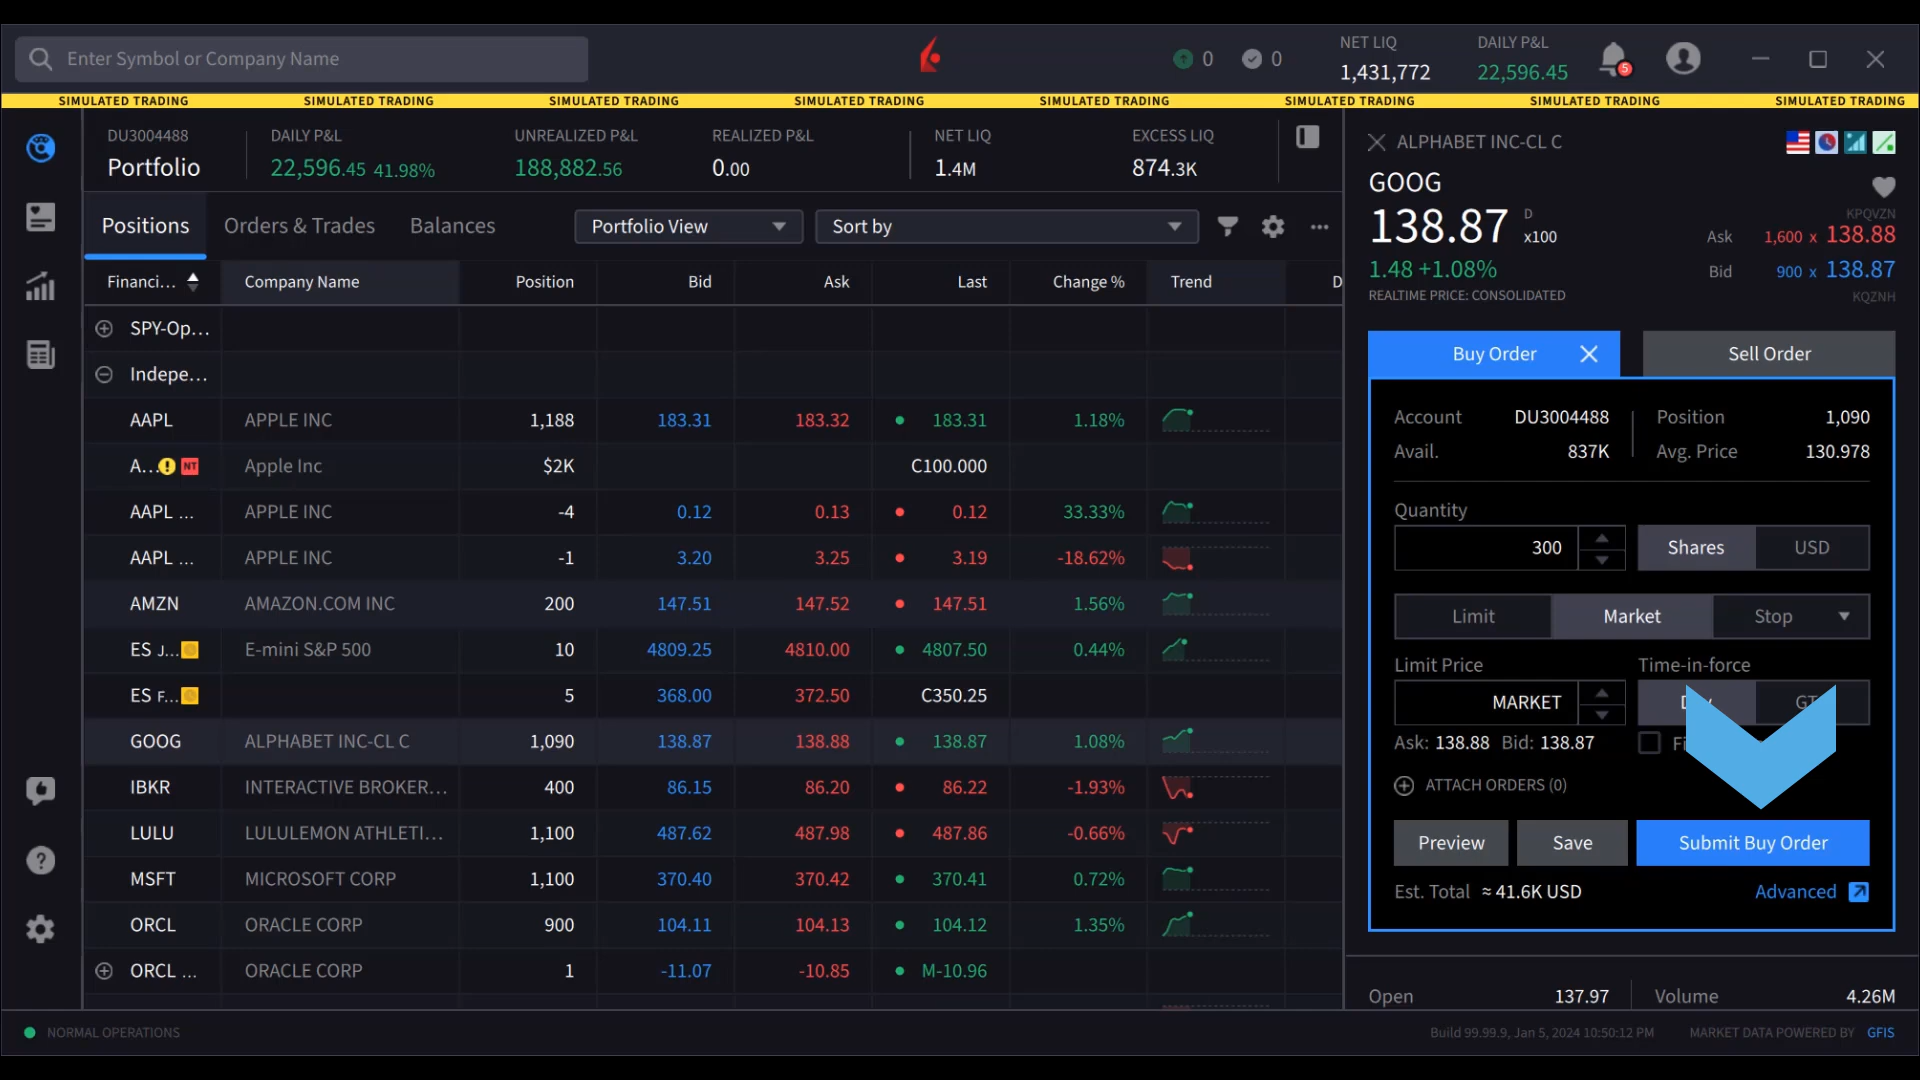 Enter Symbol or Company Name
0
0
NET LIQ
1,431,772
DAILY P&L
22,596.45
5
SIMULATED TRADING SIMULATED TRADING SIMULATED TRADING SIMULATED TRADING SIMULATED TRADING SIMULATED TRADING SIMULATED TRADING SIMULATED TRADING
DU3004488
Portfolio
DAILY P&L
22,596.45 41.98%
UNREALIZED P&L
188,882.56
REALIZED P&L
0.00
NET LIQ
1.4M
EXCESS LIQ
874.3K
Positions Orders & Trades Balances Portfolio View Sort by
Financi... Company Name Position Bid Ask Last Change % Trend D
SPY-Op...
Indepe...
AAPL APPLE INC 1,188 183.31 183.32 183.31 1.18%
A... ! NT Apple Inc $2K C100.000
AAPL ... APPLE INC -4 0.12 0.13 0.12 33.33%
AAPL ... APPLE INC -1 3.20 3.25 3.19 -18.62%
AMZN AMAZON.COM INC 200 147.51 147.52 147.51 1.56%
ES J... E-mini S&P 500 10 4809.25 4810.00 4807.50 0.44%
ES F... 5 368.00 372.50 C350.25
GOOG ALPHABET INC-CL C 1,090 138.87 138.88 138.87 1.08%
IBKR INTERACTIVE BROKER... 400 86.15 86.20 86.22 -1.93%
LULU LULULEMON ATHLETI... 1,100 487.62 487.98 487.86 -0.66%
MSFT MICROSOFT CORP 1,100 370.40 370.42 370.41 0.72%
ORCL ORACLE CORP 900 104.11 104.13 104.12 1.35%
ORCL ... ORACLE CORP 1 -11.07 -10.85 M-10.96
ALPHABET INC-CL C
GOOG
138.87 D x100
KPQVZN
Ask 1,600 x 138.88
1.48 +1.08%
Bid 900 x 138.87
REALTIME PRICE: CONSOLIDATED
KQZNH
Buy Order Sell Order
Account DU3004488 Position 1,090
Avail. 837K Avg. Price 130.978
Quantity
300 Shares USD
Limit Market Stop
Limit Price Time-in-force
MARKET
Ask: 138.88 Bid: 138.87
ATTACH ORDERS (0)
Preview Save Submit Buy Order
Est. Total ≈ 41.6K USD Advanced
Open 137.97 Volume 4.26M
NORMAL OPERATIONS
Build 99.99.9, Jan 5, 2024 10:50:12 PM MARKET DATA POWERED BY GFIS